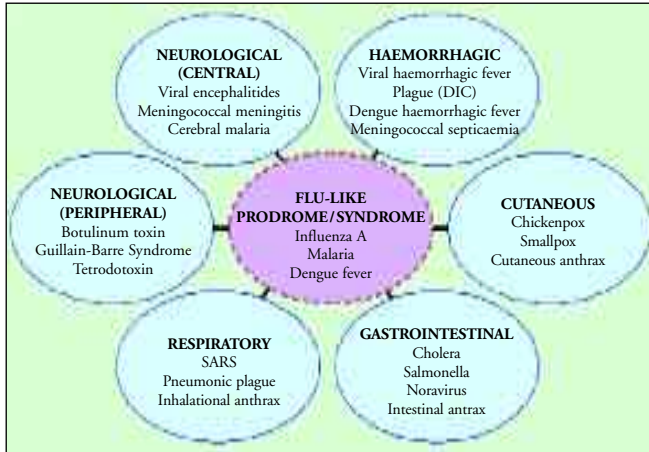 NEUROLOGICAL
(CENTRAL)
Viral encephalitides
Meningococcal meningitis
Cerebral malaria
HAEMORRHAGIC
Viral haemorrhagic fever
Plague (DIC)
Dengue haemorrhagic fever
Meningococcal septicaemia
NEUROLOGICAL
(PERIPHERAL)
Botulinum toxin
Guillain-Barre Syndrome
Tetrodotoxin
FLU-LIKE
PRODROME/SYNDROME
Influenza A
Malaria
Dengue fever
CUTANEOUS
Chickenpox
Smallpox
Cutaneous anthrax
RESPIRATORY
SARS
Pneumonic plague
Inhalational anthrax
GASTROINTESTINAL
Cholera
Salmonella
Noravirus
Intestinal antrax